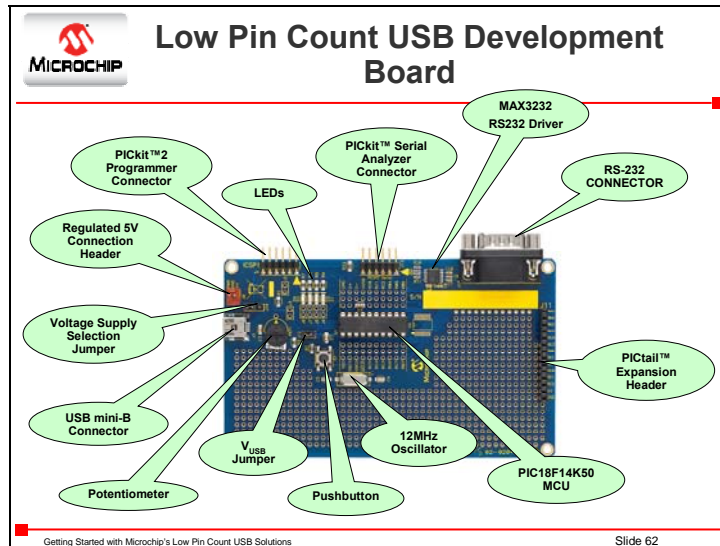 MICROCHIP
Low Pin Count USB Development
Board
MAX3232
RS232 Driver
PICkit™2
Programmer
Connector
PICkit™ Serial
Analyzer
Connector
RS-232
CONNECTOR
LEDs
Regulated 5V
Connection
Header
Voltage Supply
Selection
Jumper
PICtail™
Expansion
Header
USB mini-B
Connector
12MHz
Oscillator
VUSB
Jumper
PIC18F14K50
MCU
Potentiometer
Pushbutton
Getting Started with Microchip's Low Pin Count USB Solutions
Slide 62